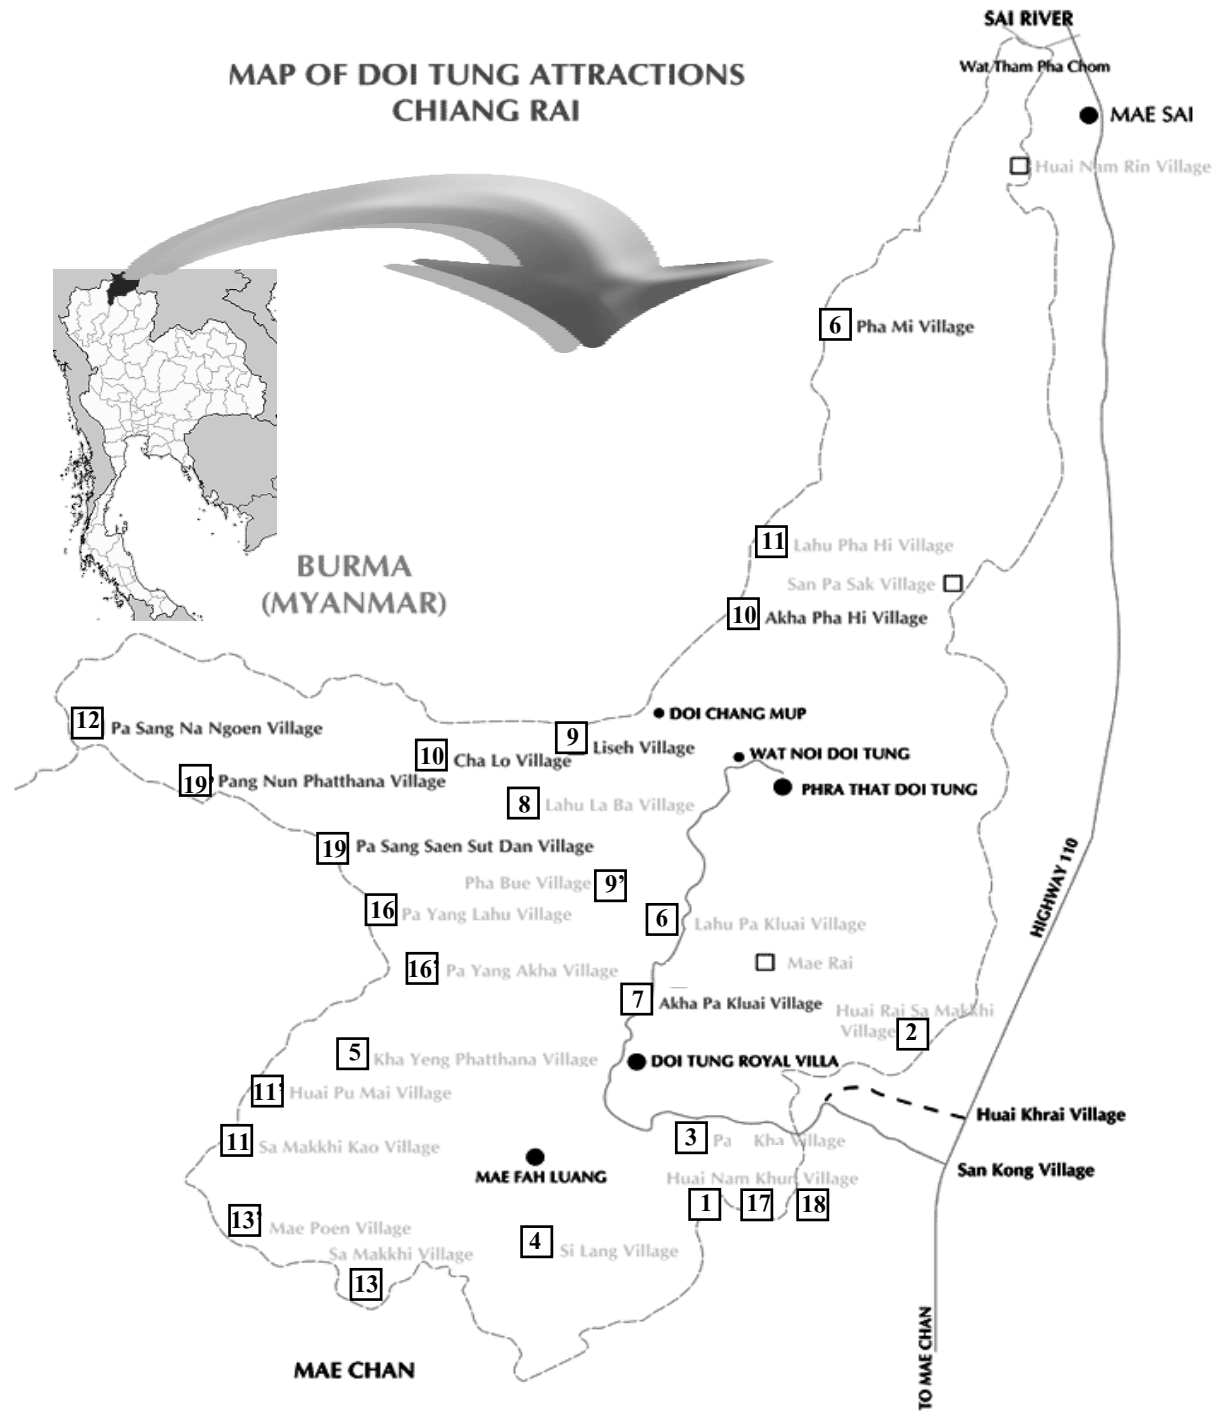 SAI RIVER
MAP OF DOI TUNG ATTRACTIONS
CHIANG RAI
Wat Tham Pha Chom
MAE SAI
Huai Nam Rin Village
6 Pha Mi Village
11 Lahu Pha Hi Village
BURMA
(MYANMAR)
San Pa Sak Village
10 Akha Pha Hi Village
DOI CHANG MUP
12 Pa Sang Na Ngoen Village
9 Liseh Village
WAT NOI DOI TUNG
10 Cha Lo Village
19' Pang Nun Phatthana Village
PHRA THAT DOI TUNG
8 Lahu La Ba Village
19 Pa Sang Saen Sut Dan Village
HIGHWAY 110
Pha Bue Village 9'
16 Pa Yang Lahu Village
6 Lahu Pa Kluai Village
Mae Rai
16' Pa Yang Akha Village
7 Akha Pa Kluai Village
Huai Rai Sa Makkhi
Village 2
5 Kha Yeng Phatthana Village
DOI TUNG ROYAL VILLA
11' Huai Pu Mai Village
Huai Khrai Village
11 Sa Makkhi Kao Village
3 Pa Kha Village
MAE FAH LUANG
San Kong Village
Huai Nam Khun Village
1 17 18
13' Mae Poen Village
4 Si Lang Village
Sa Makkhi Village
13
MAE CHAN
TO MAE CHAN